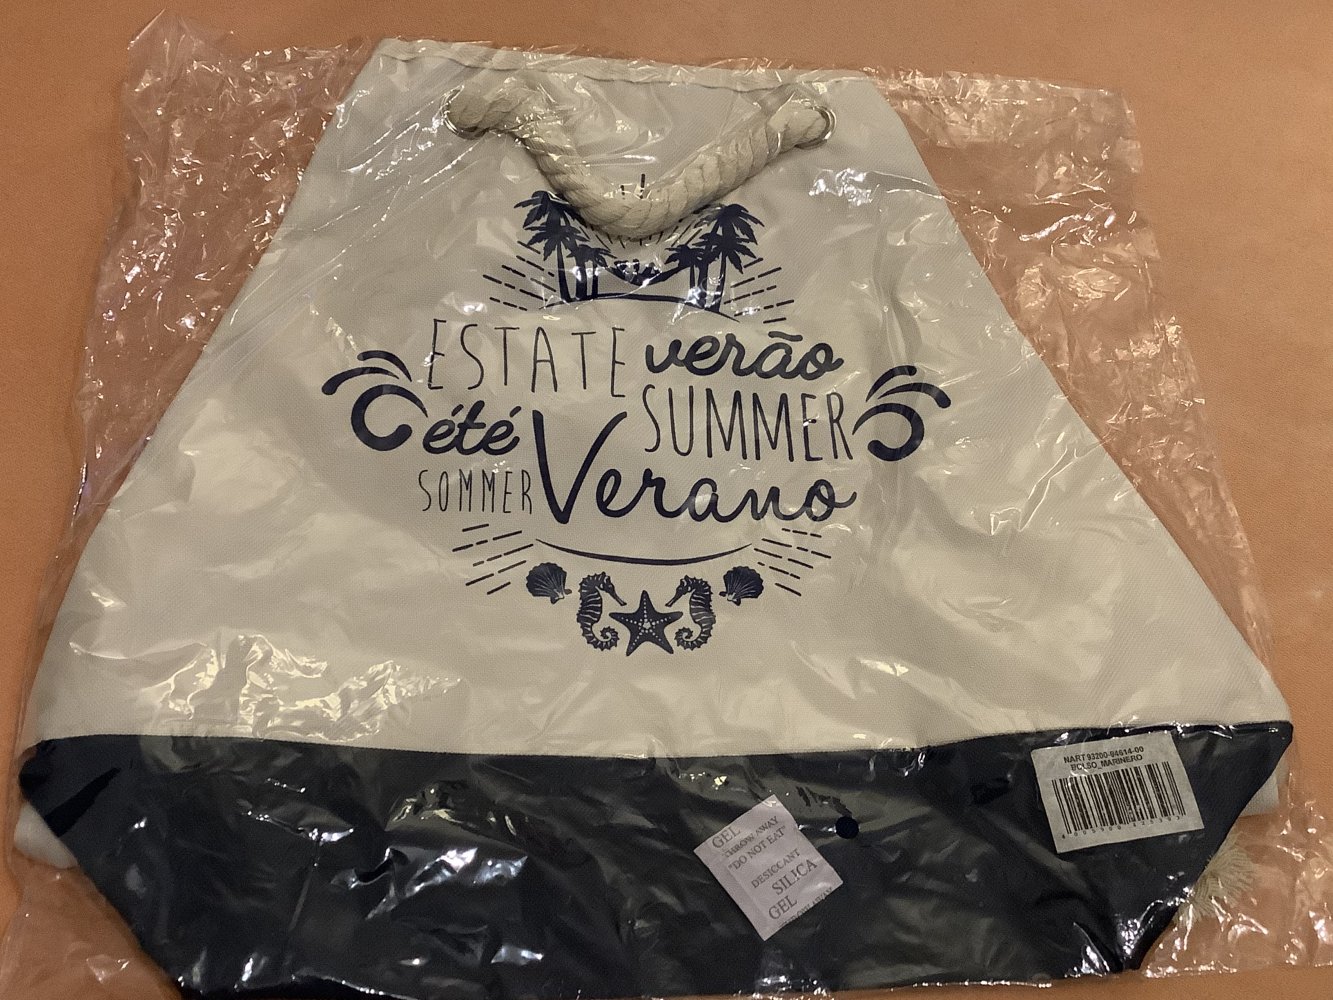 ESTATE verão
été SUMMER
SOMMER Verano
NART 93200-94614-00
BOLSO_MARINERO
GEL
THROW AWAY
"DO NOT EAT"
DESICCANT
SILICA
GEL